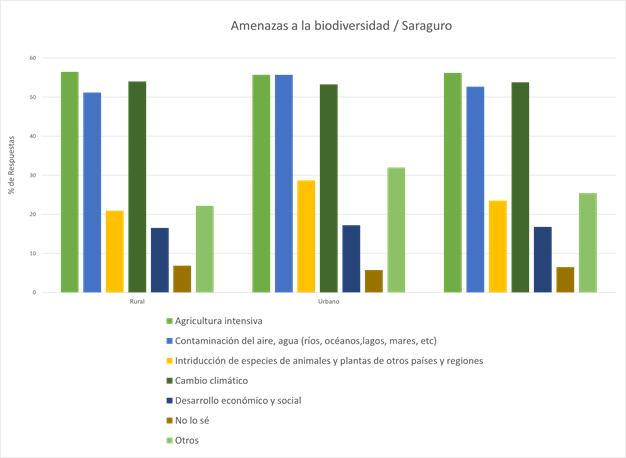 Amenazas a la biodiversidad / Saraguro
% de Respuestas
60
50
40
30
20
10
0
Rural
Urbano
Agricultura intensiva
Contaminación del aire, agua (ríos, océanos,lagos, mares, etc)
Intriducción de especies de animales y plantas de otros países y regiones
Cambio climático
Desarrollo económico y social
No lo sé
Otros